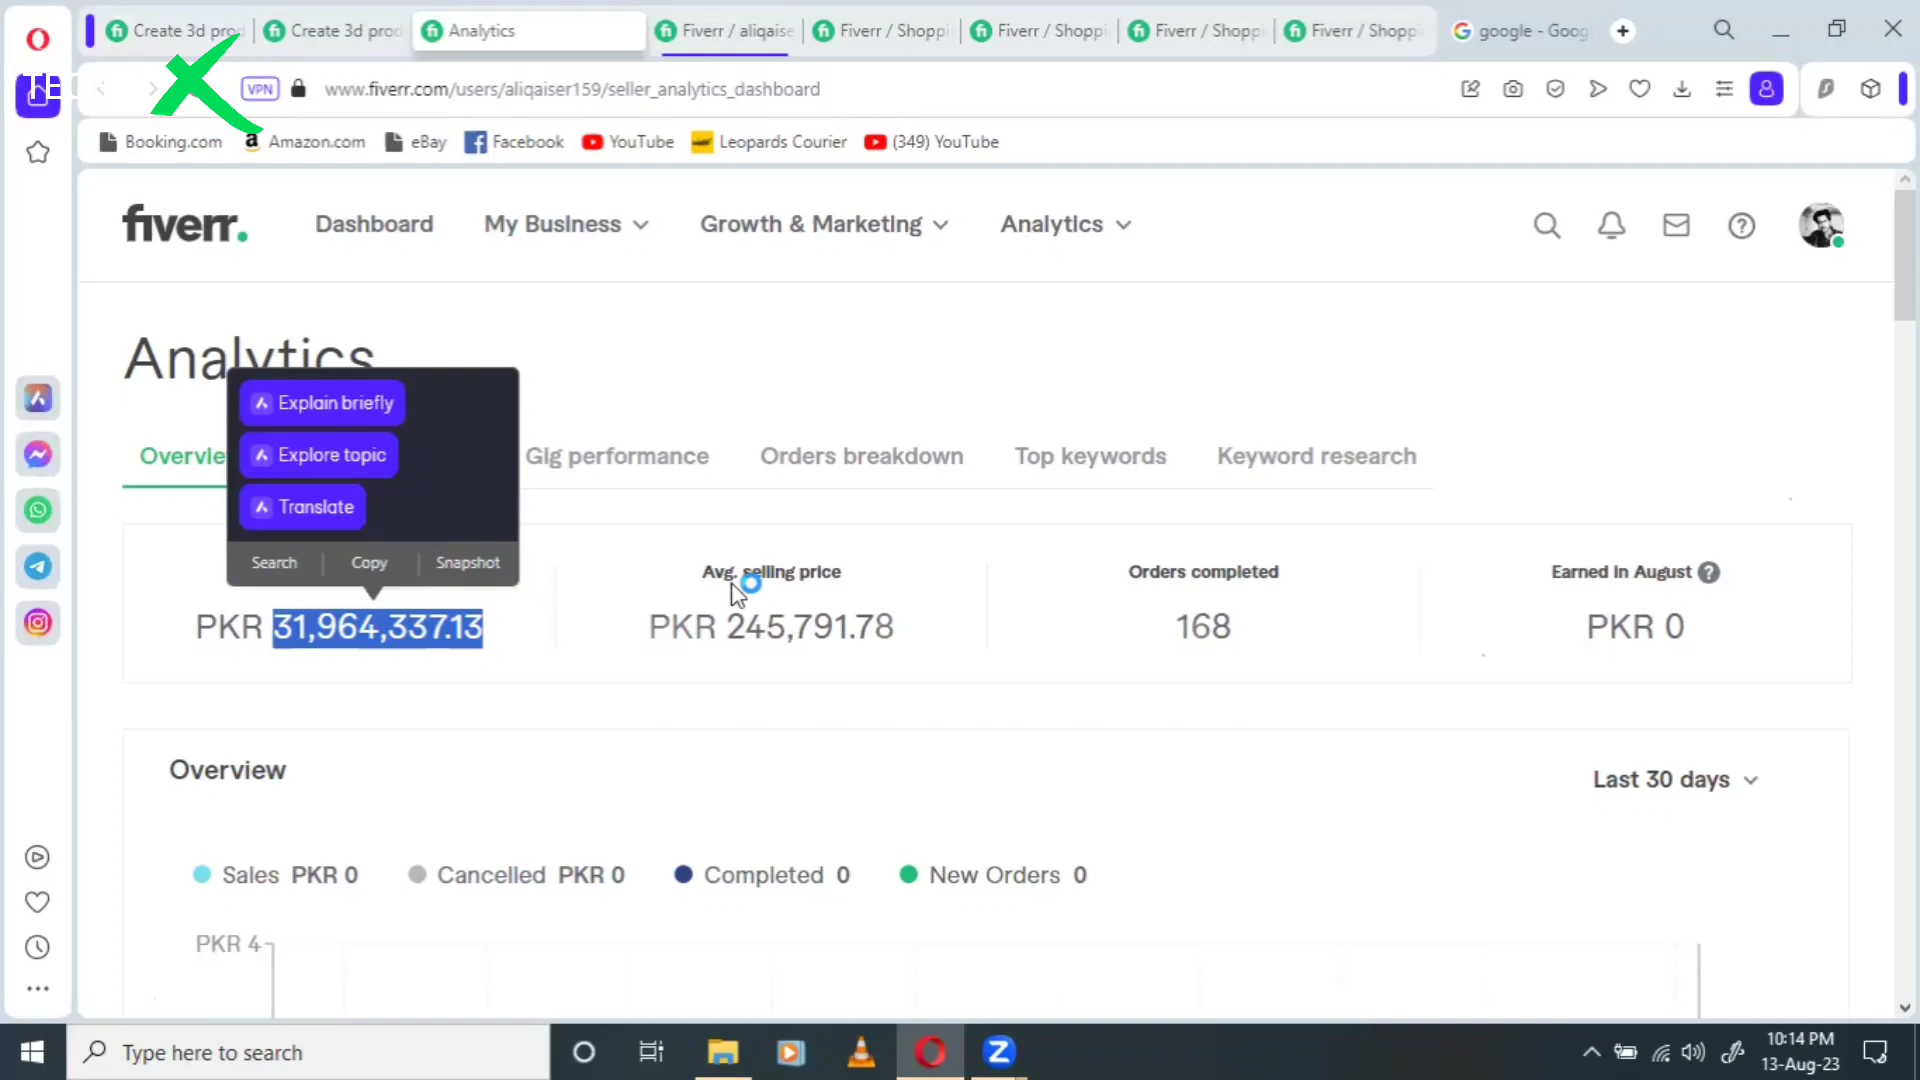 Create 3d prod
Create 3d prod
Analytics
Fiverr / aliqaise
Fiverr / Shoppi
Fiverr / Shoppi
Fiverr / Shoppi
Fiverr / Shoppi
google - Goog
VPN
www.fiverr.com/users/aliqaiser159/seller_analytics_dashboard
Booking.com
Amazon.com
eBay
Facebook
YouTube
Leopards Courier
(349) YouTube
fiverr.
Dashboard
My Business
Growth & Marketing
Analytics
Analytics
Explain briefly
Explore topic
Translate
Search
Copy
Snapshot
Overvie
Gig performance
Orders breakdown
Top keywords
Keyword research
Avg. selling price
Orders completed
Earned in August
PKR 31,964,337.13
PKR 245,791.78
168
PKR 0
Overview
Last 30 days
Sales PKR 0
Cancelled PKR 0
Completed 0
New Orders 0
PKR 4
Type here to search
10:14 PM
13-Aug-23